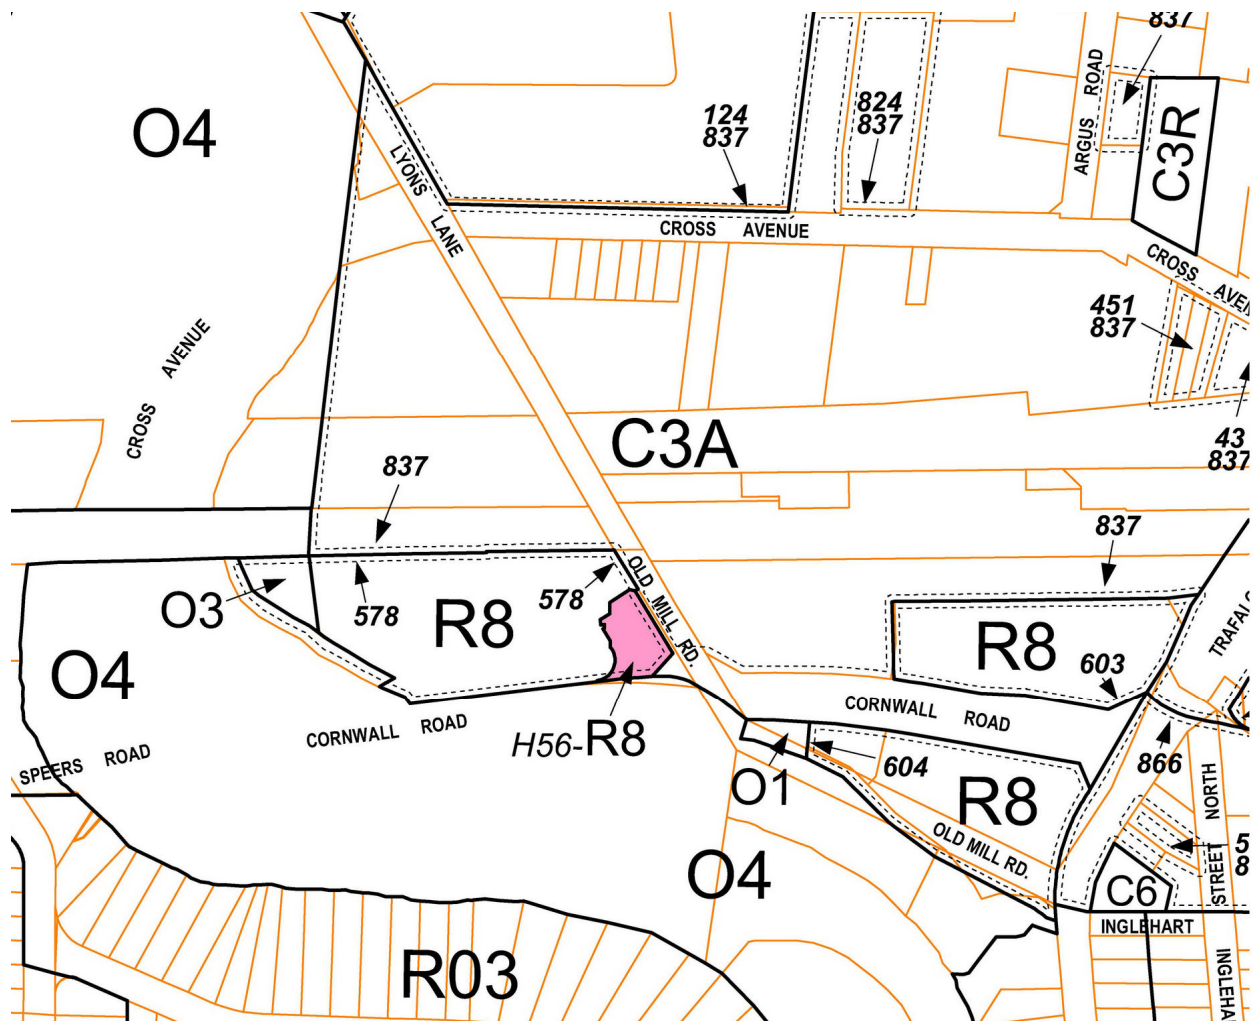 837
ROAD
ARGUS
C3R
O4
124
837
824
837
LYONS
LANE
CROSS AVENUE
CROSS
451
837
CROSS AVENUE
43
837
C3A
837
837
O3
578
R8
578
OLD MILL RD.
R8
603
O4
CORNWALL ROAD
CORNWALL ROAD
H56-R8
SPEERS ROAD
O1
604
R8
866
NORTH
STREET
OLD MILL RD.
O4
C6
INGLEHART
R03